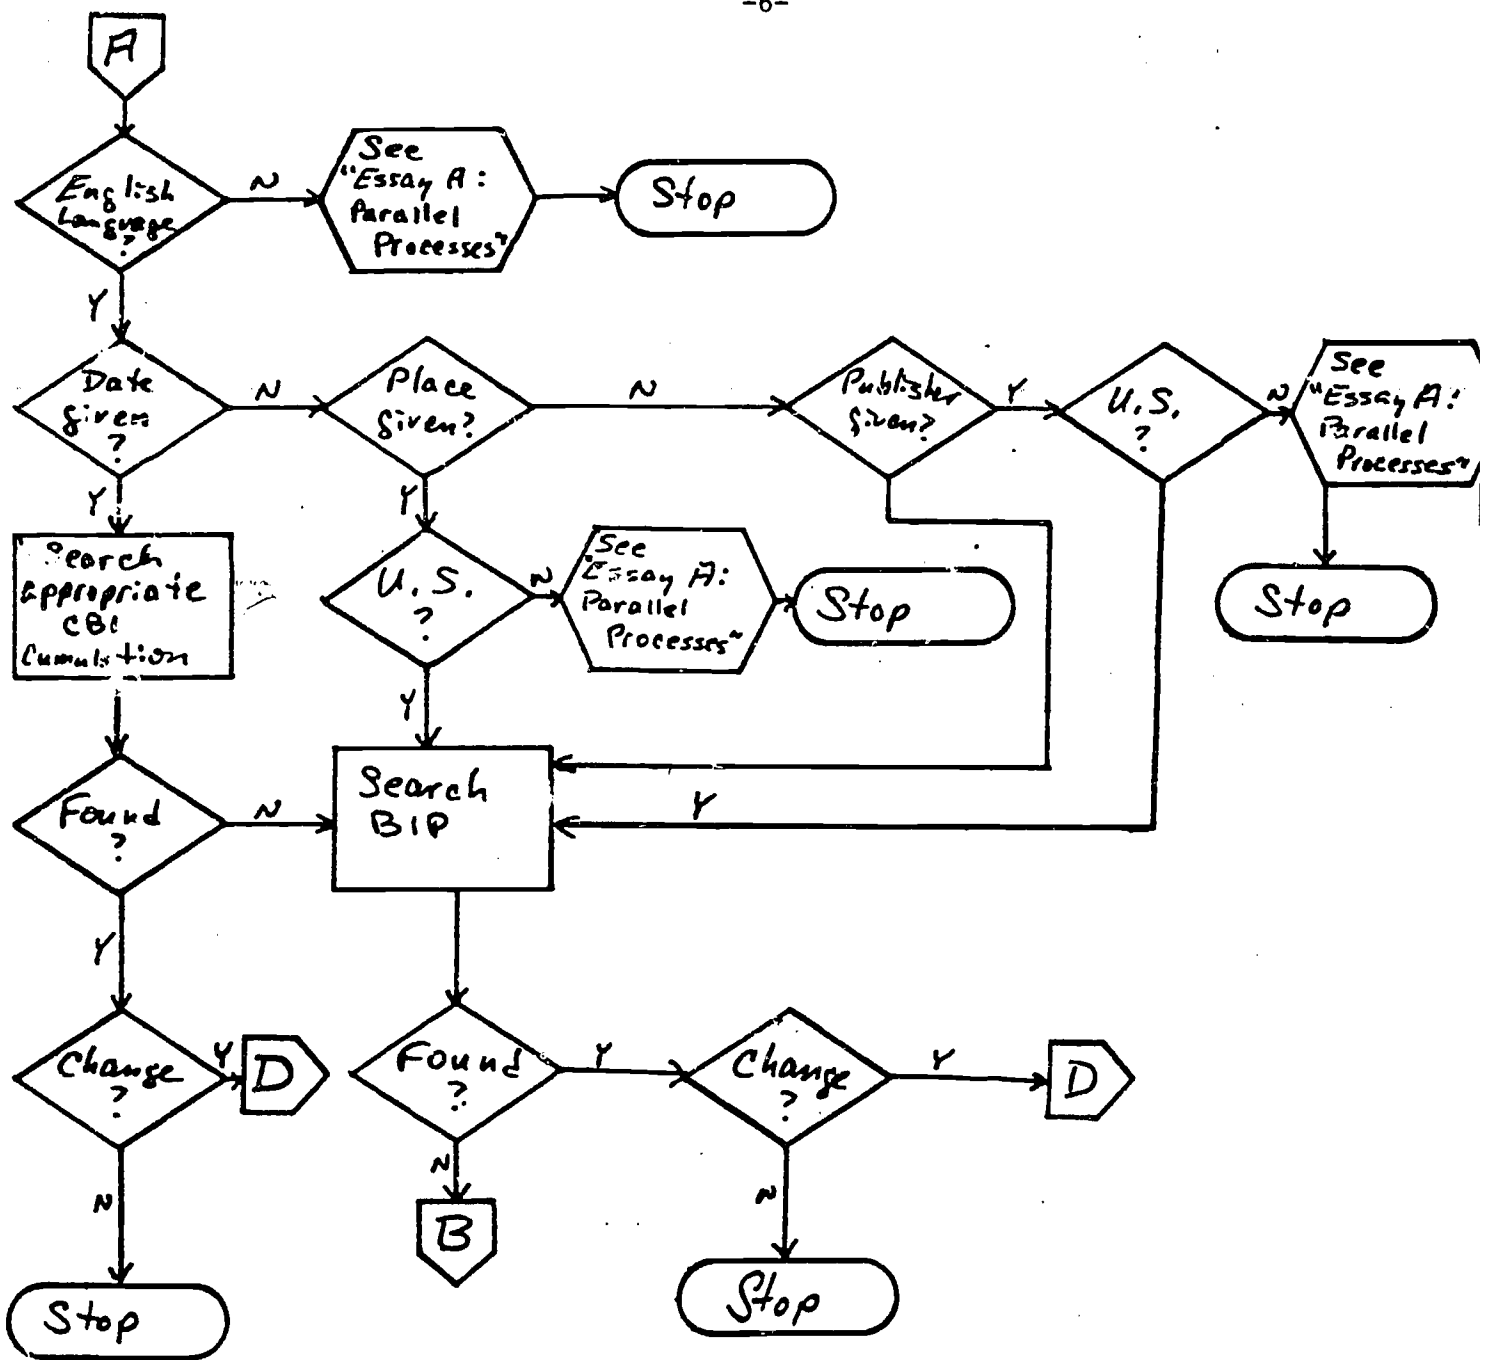 -6-
A
English
Language
?
N
See
"Essay A:
Parallel
Processes"
Stop
Y
Date
given
?
N
Place
given?
N
Publisher
given?
Y
U.S.
?
N
See
"Essay A:
Parallel
Processes"
Stop
Y
Search
appropriate
CBI
Cumulation
Y
U.S.
?
N
See
"Essay A:
Parallel
Processes"
Stop
Y
Found
?
N
Search
BIP
Y
Y
Change
?
Y
D
Found
?
Y
Change
?
Y
D
N
Stop
N
B
N
Stop